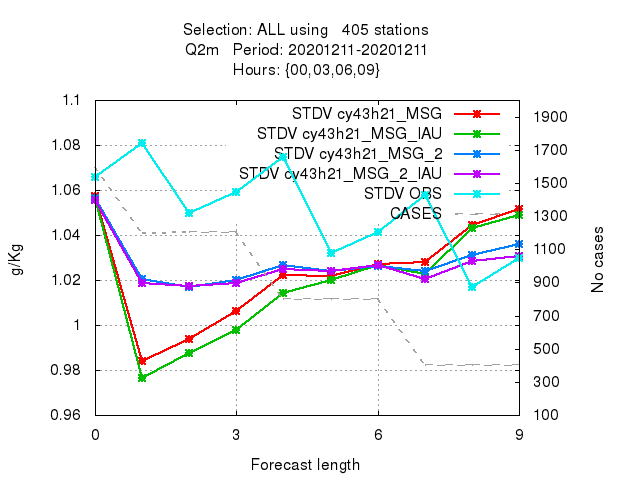 Selection: ALL using   405 stations
Q2m   Period: 20201211-20201211
Hours: {00,03,06,09}
STDV cy43h21_MSG
STDV cy43h21_MSG_IAU
STDV cy43h21_MSG_2
STDV cy43h21_MSG_2_IAU
STDV OBS
CASES
1.1
1.08
1.06
1.04
1.02
1
0.98
0.96
g/Kg
1900
1700
1500
1300
1100
900
700
500
300
100
No cases
0 3 6 9
Forecast length